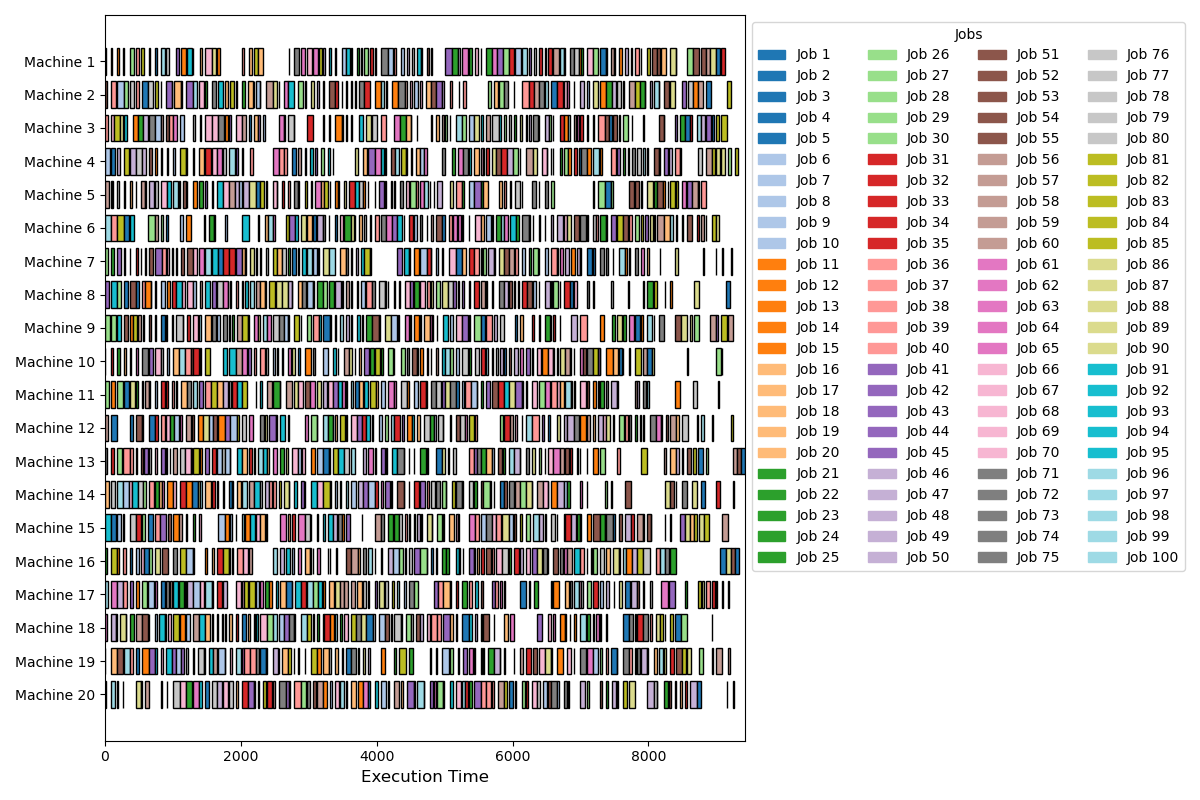 Machine 1
Machine 2
Machine 3
Machine 4
Machine 5
Machine 6
Machine 7
Machine 8
Machine 9
Machine 10
Machine 11
Machine 12
Machine 13
Machine 14
Machine 15
Machine 16
Machine 17
Machine 18
Machine 19
Machine 20
0 2000 4000 6000 8000
Execution Time
Jobs
Job 1 Job 26 Job 51 Job 76
Job 2 Job 27 Job 52 Job 77
Job 3 Job 28 Job 53 Job 78
Job 4 Job 29 Job 54 Job 79
Job 5 Job 30 Job 55 Job 80
Job 6 Job 31 Job 56 Job 81
Job 7 Job 32 Job 57 Job 82
Job 8 Job 33 Job 58 Job 83
Job 9 Job 34 Job 59 Job 84
Job 10 Job 35 Job 60 Job 85
Job 11 Job 36 Job 61 Job 86
Job 12 Job 37 Job 62 Job 87
Job 13 Job 38 Job 63 Job 88
Job 14 Job 39 Job 64 Job 89
Job 15 Job 40 Job 65 Job 90
Job 16 Job 41 Job 66 Job 91
Job 17 Job 42 Job 67 Job 92
Job 18 Job 43 Job 68 Job 93
Job 19 Job 44 Job 69 Job 94
Job 20 Job 45 Job 70 Job 95
Job 21 Job 46 Job 71 Job 96
Job 22 Job 47 Job 72 Job 97
Job 23 Job 48 Job 73 Job 98
Job 24 Job 49 Job 74 Job 99
Job 25 Job 50 Job 75 Job 100